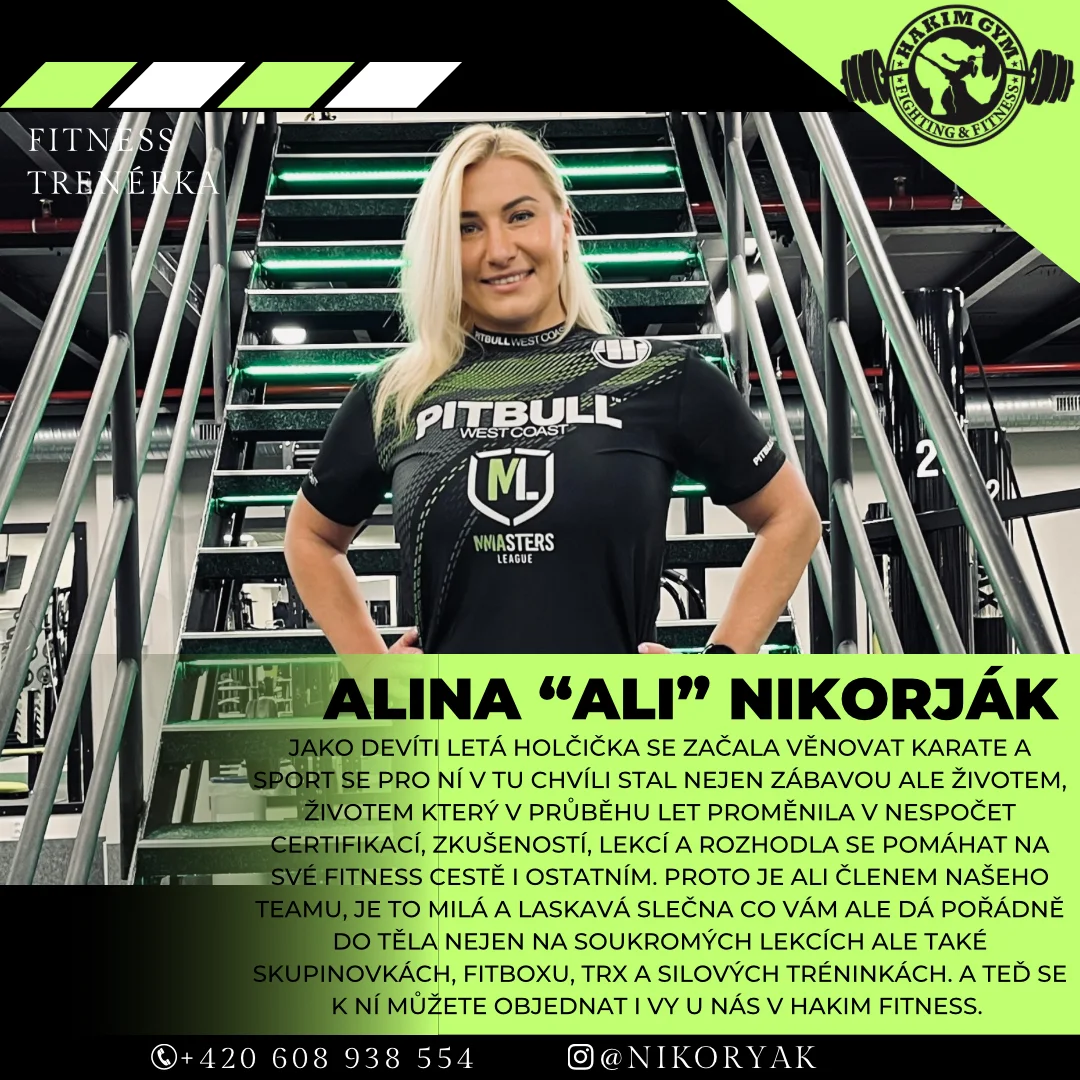 HAKIM GYM
FIGHTING & FITNESS
FITNESS
TRENÉRKA
PITBULL WEST COAST
PITBULL
WEST COAST
ML
MMASTERS
LEAGUE
2
2
ALINA “ALI” NIKORJÁK
JAKO DEVÍTI LETÁ HOLČIČKA SE ZAČALA VĚNOVAT KARATE A
SPORT SE PRO NÍ V TU CHVÍLI STAL NEJEN ZÁBAVOU ALE ŽIVOTEM,
ŽIVOTEM KTERÝ V PRŮBĚHU LET PROMĚNILA V NESPOČET
CERTIFIKACÍ, ZKUŠENOSTÍ, LEKCÍ A ROZHODLA SE POMÁHAT NA
SVÉ FITNESS CESTĚ I OSTATNÍM. PROTO JE ALI ČLENEM NAŠEHO
TEAMU, JE TO MILÁ A LASKAVÁ SLEČNA CO VÁM ALE DÁ POŘÁDNĚ
DO TĚLA NEJEN NA SOUKROMÝCH LEKCÍCH ALE TAKÉ
SKUPINOVKÁCH, FITBOXU, TRX A SILOVÝCH TRÉNINKÁCH. A TEĎ SE
K NÍ MŮŽETE OBJEDNAT I VY U NÁS V HAKIM FITNESS.
+420 608 938 554
@NIKORYAK